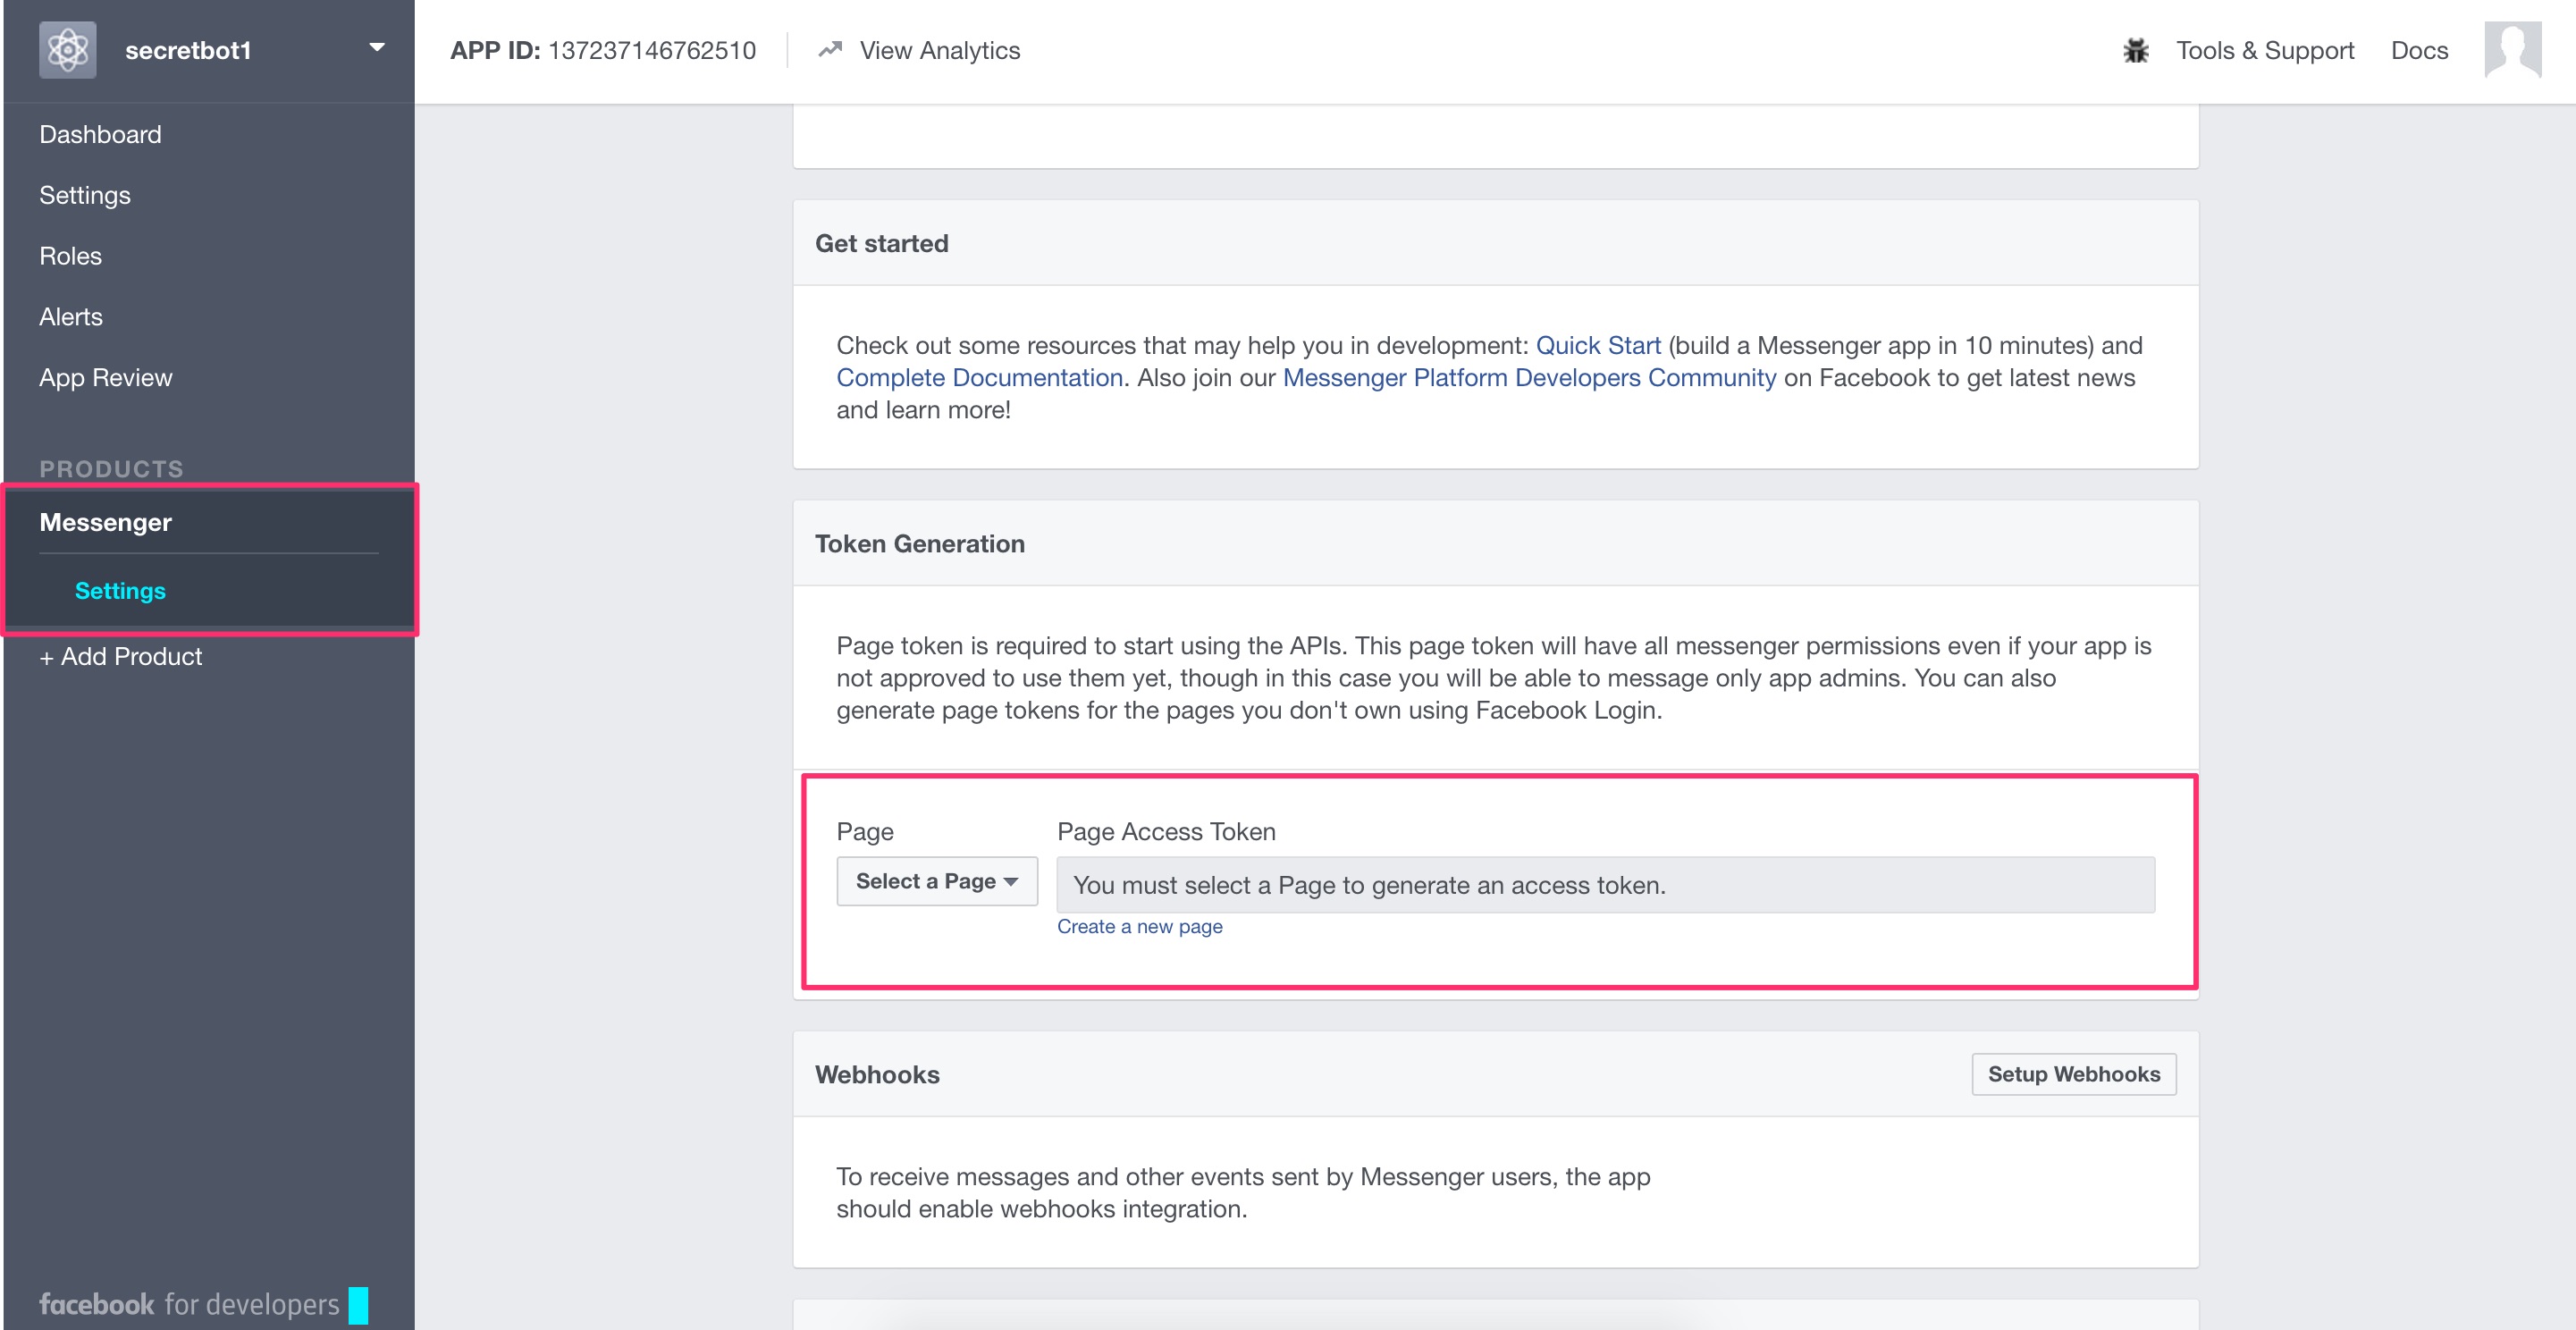 secretbot1
APP ID: 137237146762510
View Analytics
Tools & Support
Docs
Dashboard
Settings
Roles
Alerts
App Review
PRODUCTS
Messenger
Settings
+ Add Product
facebook for developers
Get started
Check out some resources that may help you in development: Quick Start (build a Messenger app in 10 minutes) and
Complete Documentation. Also join our Messenger Platform Developers Community on Facebook to get latest news
and learn more!
Token Generation
Page token is required to start using the APIs. This page token will have all messenger permissions even if your app is
not approved to use them yet, though in this case you will be able to message only app admins. You can also
generate page tokens for the pages you don't own using Facebook Login.
Page
Page Access Token
Select a Page
You must select a Page to generate an access token.
Create a new page
Webhooks
Setup Webhooks
To receive messages and other events sent by Messenger users, the app
should enable webhooks integration.